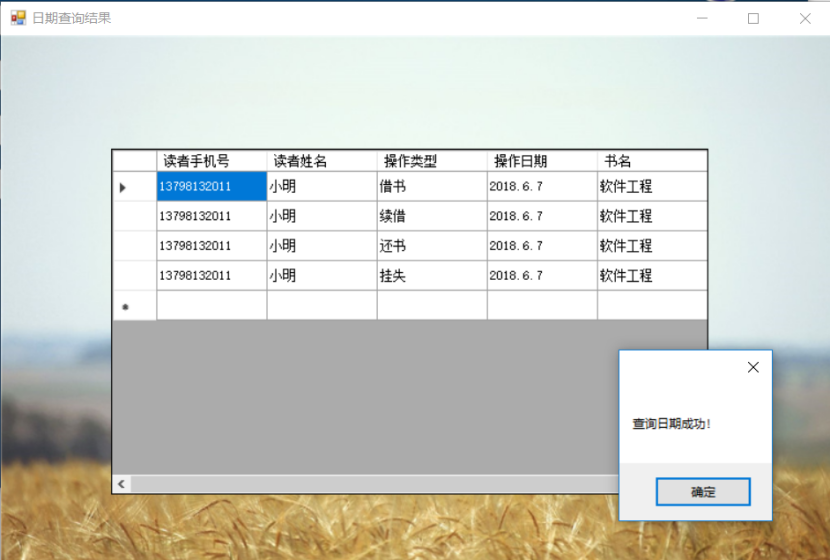 日期查询结果
读者手机号 读者姓名 操作类型 操作日期 书名
13798132011 小明 借书 2018.6.7 软件工程
13798132011 小明 续借 2018.6.7 软件工程
13798132011 小明 还书 2018.6.7 软件工程
13798132011 小明 挂失 2018.6.7 软件工程
查询日期成功!
确定